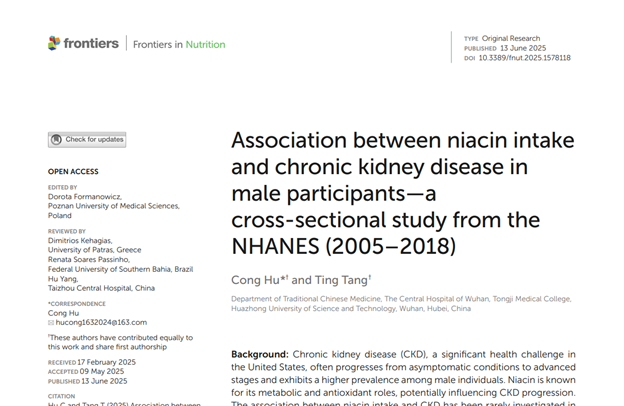 frontiers | Frontiers in Nutrition
TYPE Original Research
PUBLISHED 13 June 2025
DOI 10.3389/fnut.2025.1578118
Check for updates
OPEN ACCESS
EDITED BY
Dorota Formanowicz,
Poznan University of Medical Sciences,
Poland
REVIEWED BY
Dimitrios Kehagias,
University of Patras, Greece
Renata Soares Passinho,
Federal University of Southern Bahia, Brazil
Hu Yang,
Taizhou Central Hospital, China
*CORRESPONDENCE
Cong Hu
hucong1632024@163.com
†These authors have contributed equally to
this work and share first authorship
RECEIVED 17 February 2025
ACCEPTED 09 May 2025
PUBLISHED 13 June 2025
CITATION
Hu C and Tang T (2025) Association between
Association between niacin intake
and chronic kidney disease in
male participants—a
cross-sectional study from the
NHANES (2005–2018)
Cong Hu*† and Ting Tang†
Department of Traditional Chinese Medicine, The Central Hospital of Wuhan, Tongji Medical College,
Huazhong University of Science and Technology, Wuhan, Hubei, China
Background: Chronic kidney disease (CKD), a significant health challenge in
the United States, often progresses from asymptomatic conditions to advanced
stages and exhibits a higher prevalence among male individuals. Niacin is known
for its metabolic and antioxidant roles, potentially influencing CKD progression.
The association between niacin intake and CKD has been rarely investigated in